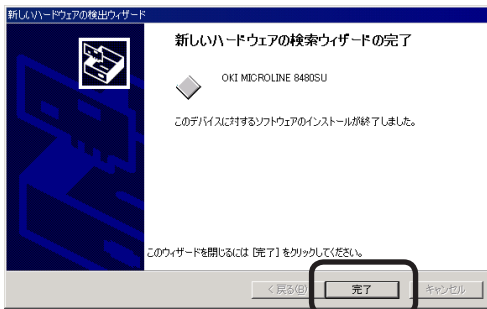 新しいハードウェアの検出ウィザード
新しいハードウェアの検索ウィザードの完了
OKI MICROLINE 8480SU
このデバイスに対するソフトウェアのインストールが終了しました。
このウィザードを閉じるには [完了] をクリックしてください。
< 戻る(B)
完了
キャンセル